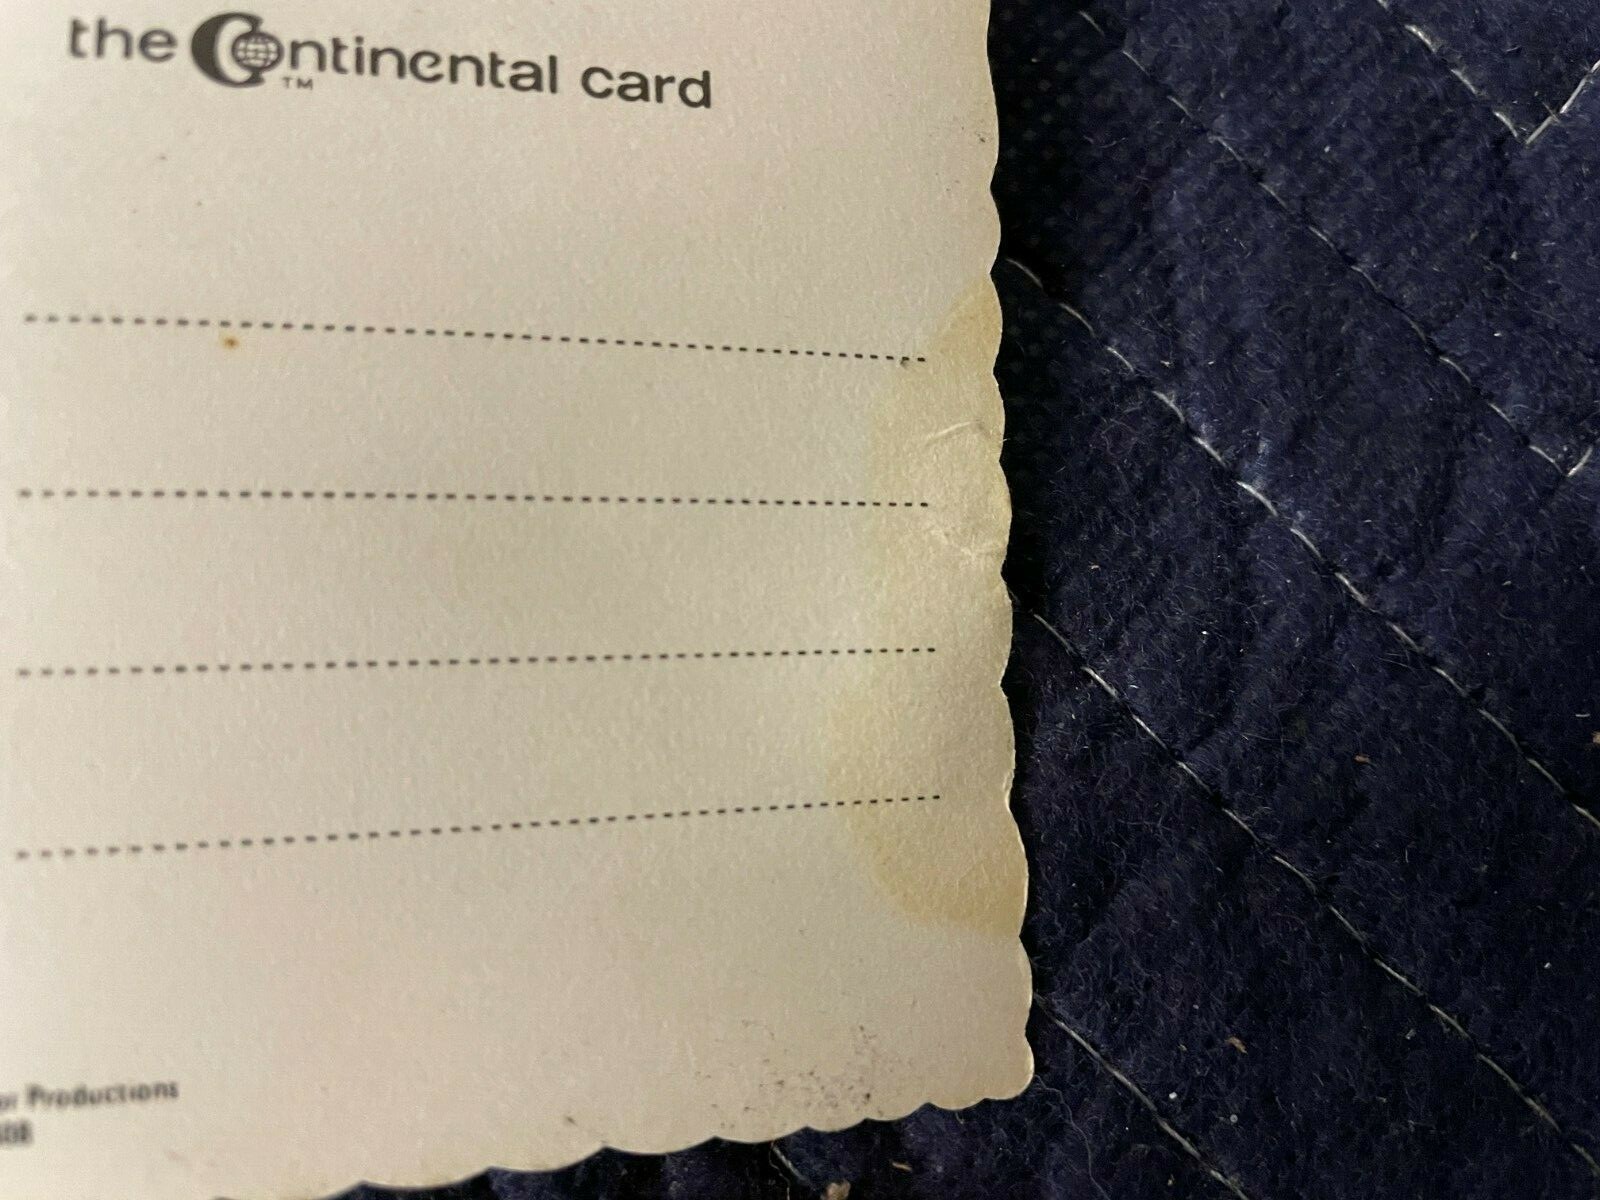 the Continental card
TM
Productions